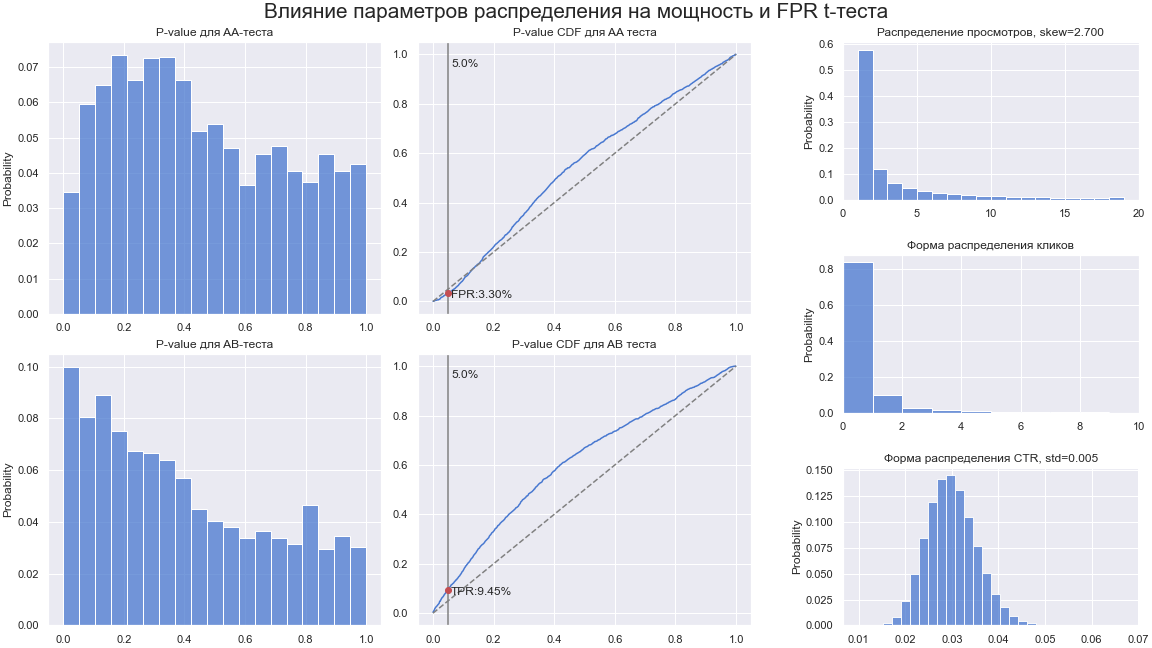 Влияние параметров распределения на мощность и FPR t-теста
P-value для АА-теста
Probability
0.07
0.06
0.05
0.04
0.03
0.02
0.01
0.00
0.0 0.2 0.4 0.6 0.8 1.0
P-value CDF для АА теста
1.0
0.8
0.6
0.4
0.2
0.0
5.0%
FPR:3.30%
0.0 0.2 0.4 0.6 0.8 1.0
Распределение просмотров, skew=2.700
Probability
0.6
0.5
0.4
0.3
0.2
0.1
0.0
0 5 10 15 20
Форма распределения кликов
Probability
0.8
0.6
0.4
0.2
0.0
0 2 4 6 8 10
P-value для АВ-теста
Probability
0.10
0.08
0.06
0.04
0.02
0.00
0.0 0.2 0.4 0.6 0.8 1.0
P-value CDF для АВ теста
1.0
0.8
0.6
0.4
0.2
0.0
5.0%
TPR:9.45%
0.0 0.2 0.4 0.6 0.8 1.0
Форма распределения CTR, std=0.005
Probability
0.150
0.125
0.100
0.075
0.050
0.025
0.000
0.01 0.02 0.03 0.04 0.05 0.06 0.07